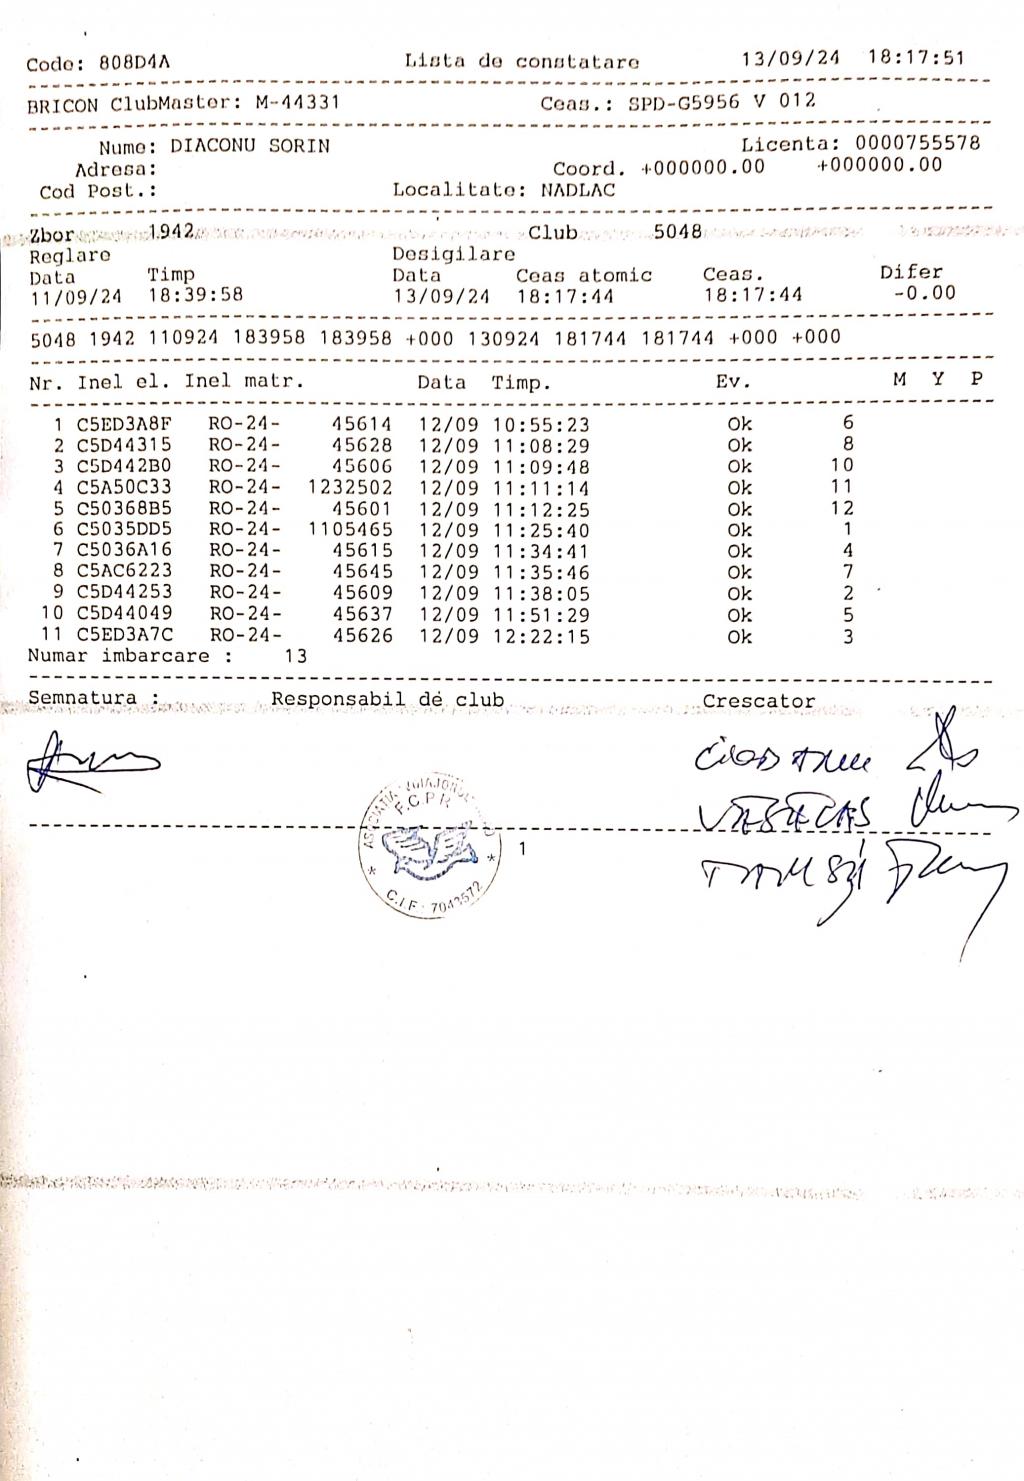 Code: 808D4A Lista de constatare 13/09/24 18:17:51
BRICON ClubMaster: M-44331 Ceas.: SPD-G5956 V 012
Nume: DIACONU SORIN Licenta: 0000755578
Adresa: Coord. +000000.00 +000000.00
Cod Post.: Localitate: NADLAC
Zbor 1942 Club 5048
Reglare Desigilare
Data Timp Data Ceas atomic Ceas. Difer
11/09/24 18:39:58 13/09/24 18:17:44 18:17:44 -0.00
5048 1942 110924 183958 183958 +000 130924 181744 181744 +000 +000
Nr. Inel el. Inel matr. Data Timp. Ev. M Y P
1 C5ED3A8F RO-24- 45614 12/09 10:55:23 Ok 6
2 C5D44315 RO-24- 45628 12/09 11:08:29 Ok 8
3 C5D442B0 RO-24- 45606 12/09 11:09:48 Ok 10
4 C5A50C33 RO-24- 1232502 12/09 11:11:14 Ok 11
5 C50368B5 RO-24- 45601 12/09 11:12:25 Ok 12
6 C5035DD5 RO-24- 1105465 12/09 11:25:40 Ok 1
7 C5036A16 RO-24- 45615 12/09 11:34:41 Ok 4
8 C5AC6223 RO-24- 45645 12/09 11:35:46 Ok 7
9 C5D44253 RO-24- 45609 12/09 11:38:05 Ok 2
10 C5D44049 RO-24- 45637 12/09 11:51:29 Ok 5
11 C5ED3A7C RO-24- 45626 12/09 12:22:15 Ok 3
Numar imbarcare : 13
Semnatura : Responsabil de club Crescator
F.C.P.R.
C.I.F. 7043572
1